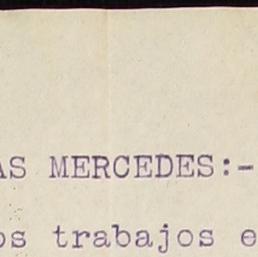 AS MERCEDES:-
os trabajos e